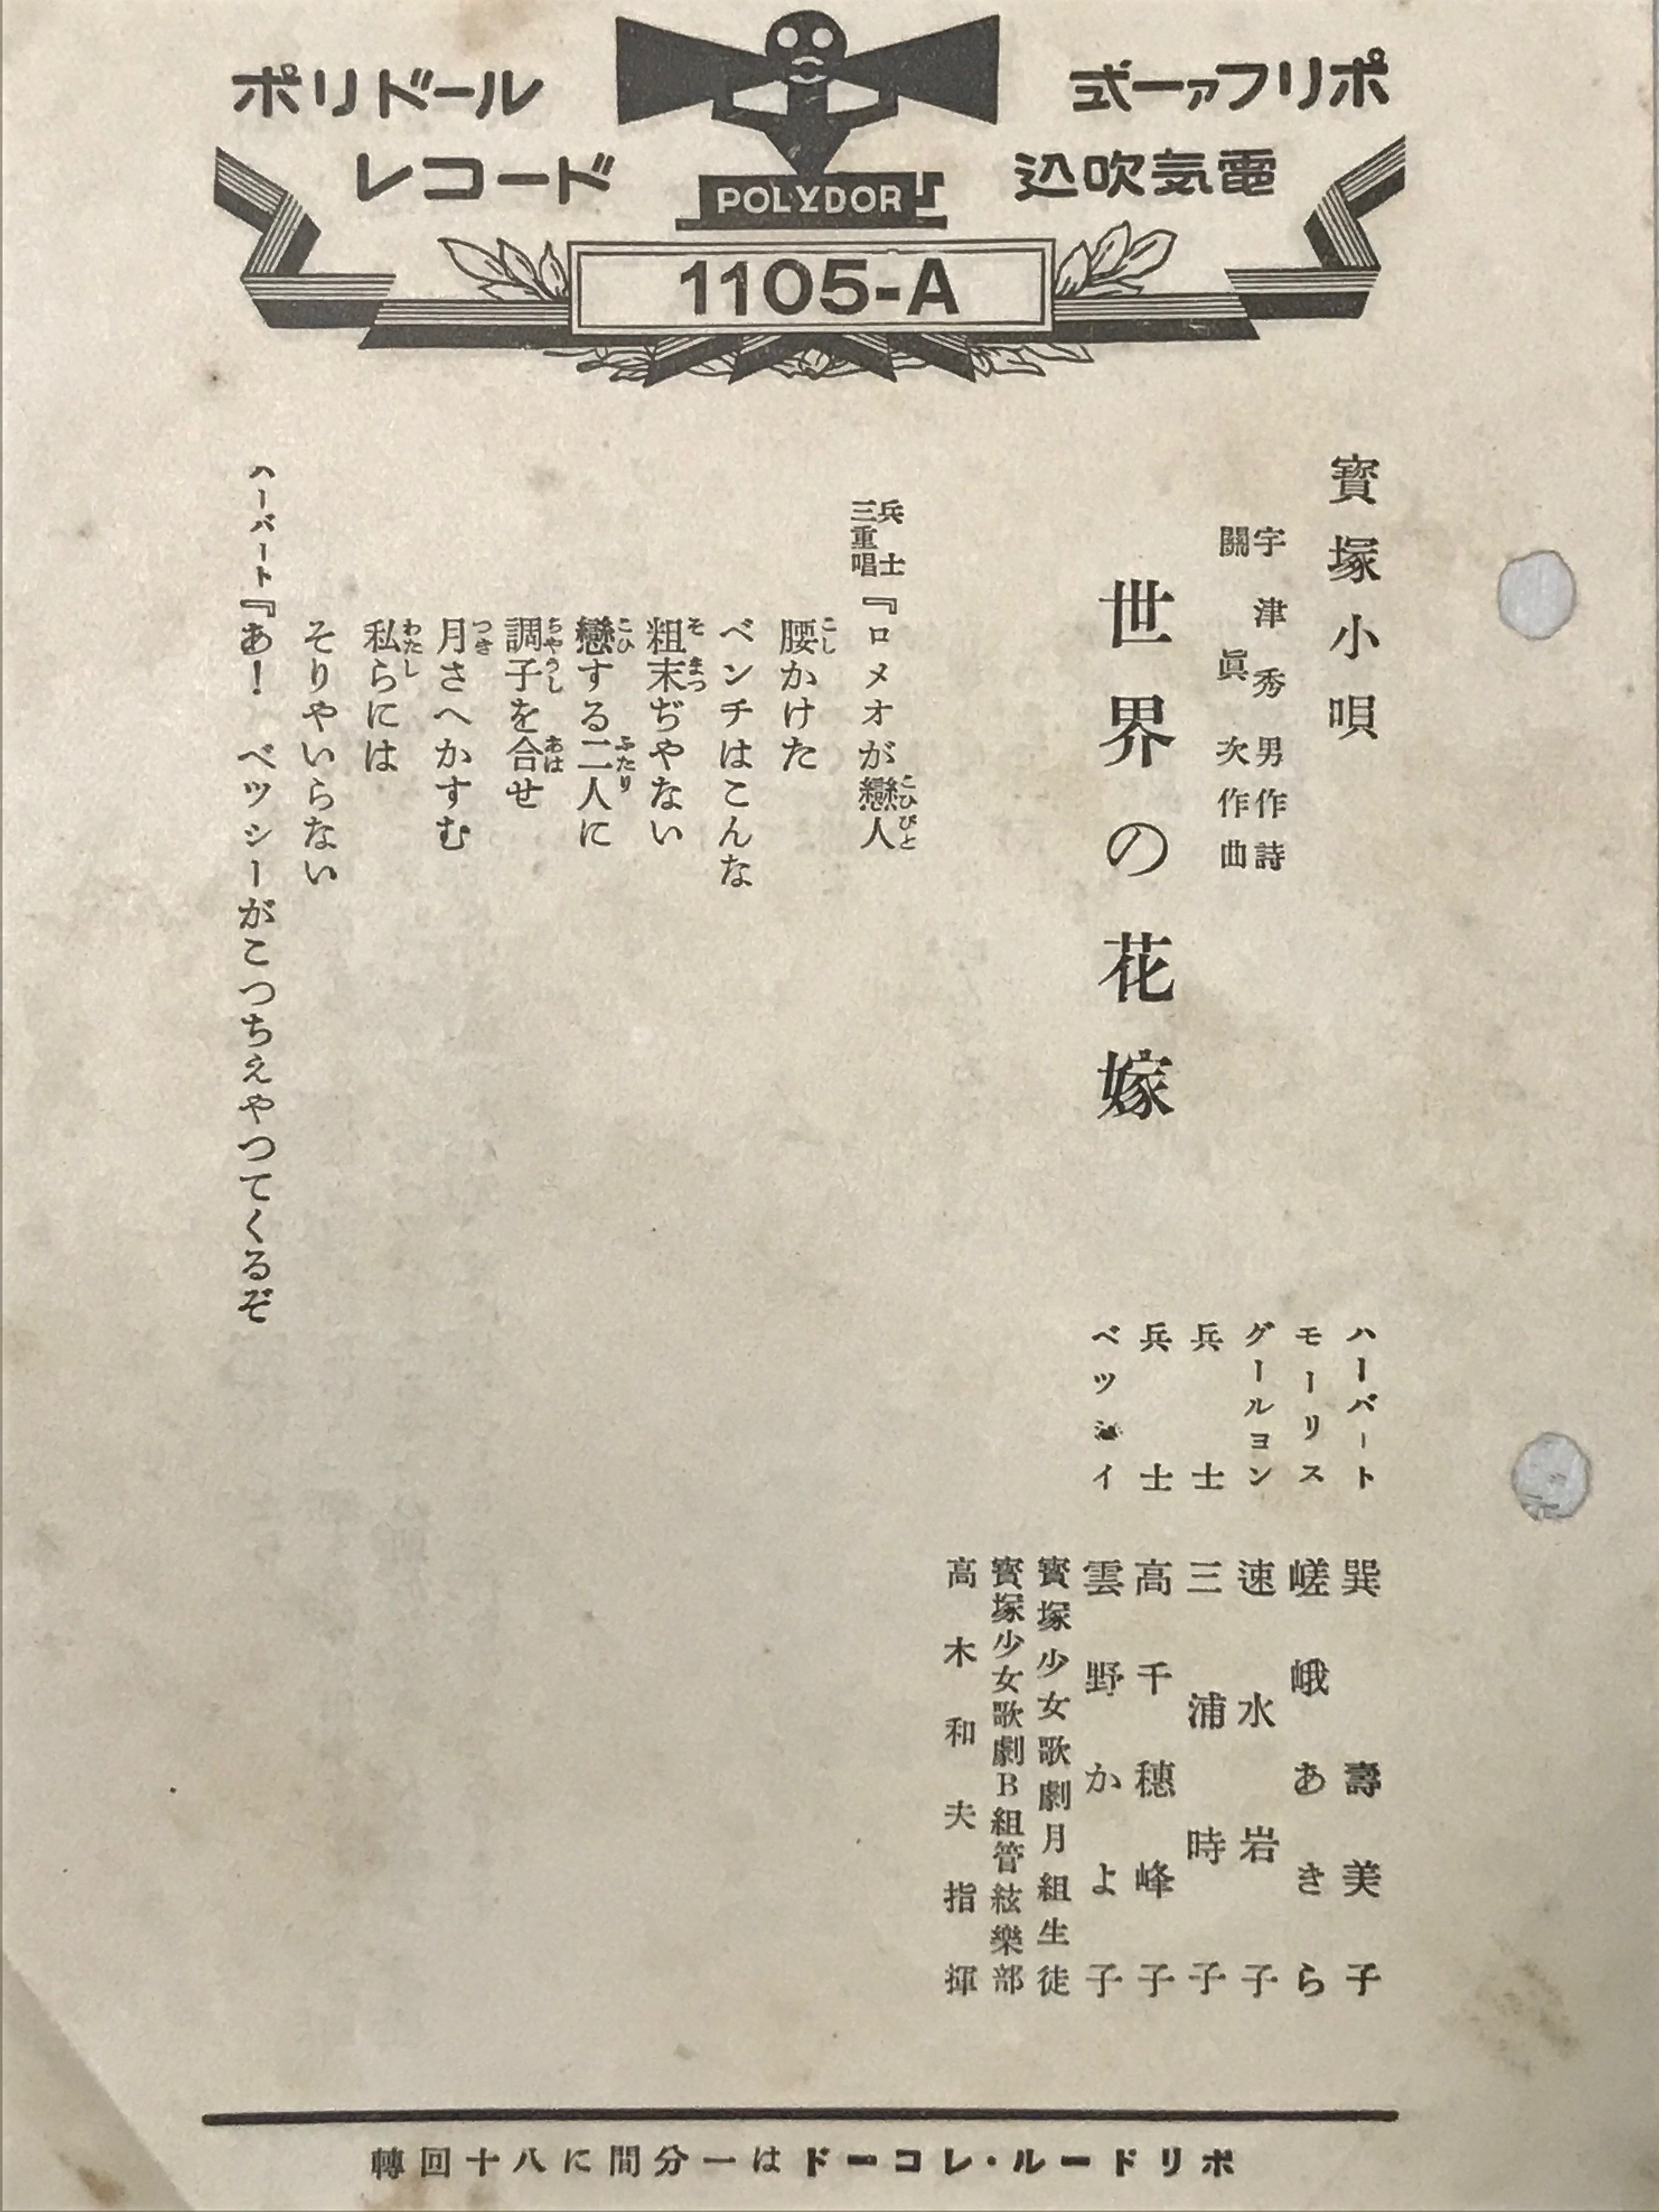 ポリドール
レコード
式ーァフリポ
込吹気電
POLYDOR
1105-A
寳塚小唄
宇津秀男作詩
關眞次作曲
世界の花嫁
ハーバート 巽壽美子
モーリス 嵯峨あきら
グールヨン 速水岩子
兵士 三浦時子
兵士 高千穗峰子
ベツシイ 雲野かよ子
寳塚少女歌劇月組生徒
寳塚少女歌劇B組管絃樂部
高木和夫指揮
兵士三重唱『ロメオが戀人
腰かけた
ベンチはこんな
粗末ぢやない
戀する二人に
調子を合せ
月さへかすむ
私らには
そりやいらない
ハーバート『あ! ベツシーがこつちえやつてくるぞ
轉回十八に間分一はドーコレ・ルードリポ